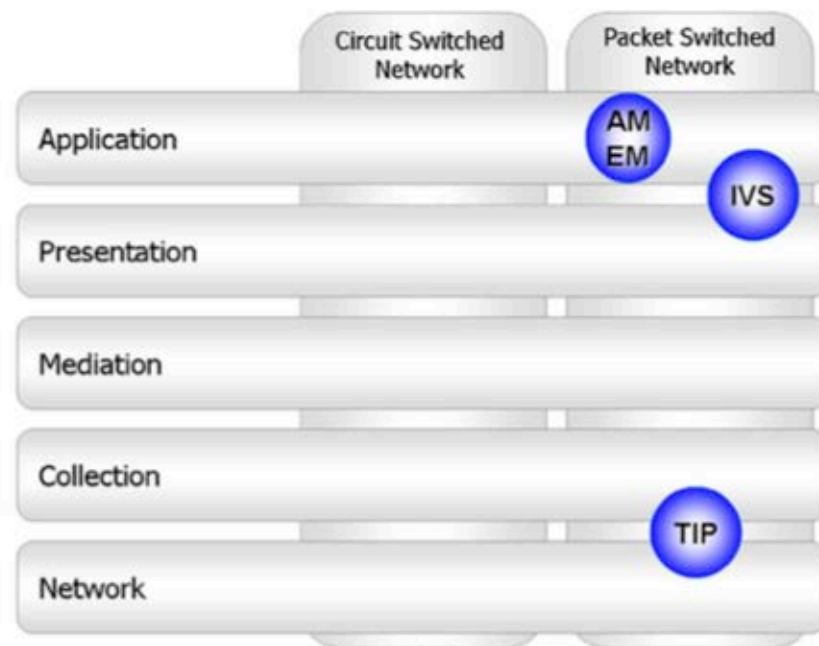 Circuit Switched
Network
Packet Switched
Network
Application
AM
EM
IVS
Presentation
Mediation
Collection
TIP
Network